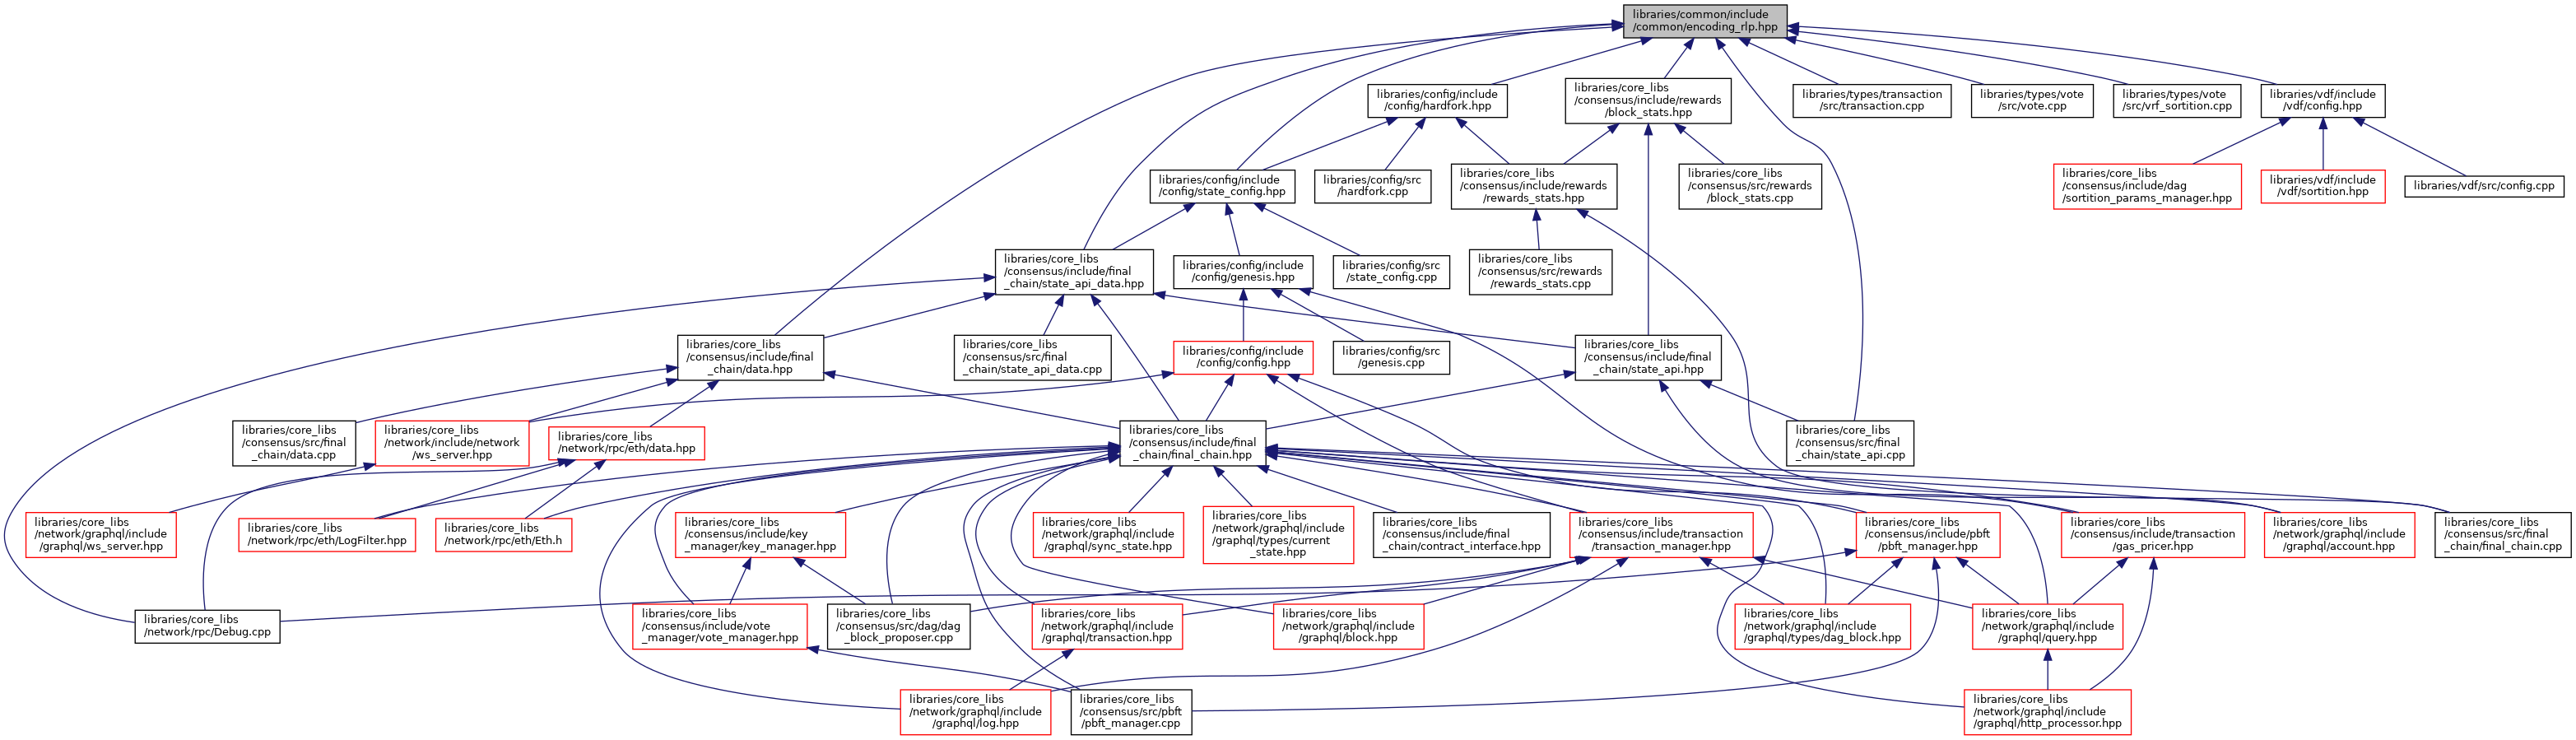 libraries/common/include
/common/encoding_rlp.hpp
libraries/config/include
/config/hardfork.hpp
libraries/core_libs
/consensus/include/rewards
/block_stats.hpp
libraries/types/transaction
/src/transaction.cpp
libraries/types/vote
/src/vote.cpp
libraries/types/vote
/src/vrf_sortition.cpp
libraries/vdf/include
/vdf/config.hpp
libraries/config/include
/config/state_config.hpp
libraries/config/src
/hardfork.cpp
libraries/core_libs
/consensus/include/rewards
/rewards_stats.hpp
libraries/core_libs
/consensus/src/rewards
/block_stats.cpp
libraries/core_libs
/consensus/include/dag
/sortition_params_manager.hpp
libraries/vdf/include
/vdf/sortition.hpp
libraries/vdf/src/config.cpp
libraries/core_libs
/consensus/include/final
_chain/state_api_data.hpp
libraries/config/include
/config/genesis.hpp
libraries/config/src
/state_config.cpp
libraries/core_libs
/consensus/src/rewards
/rewards_stats.cpp
libraries/core_libs
/consensus/include/final
_chain/data.hpp
libraries/core_libs
/consensus/src/final
_chain/state_api_data.cpp
libraries/config/include
/config/config.hpp
libraries/config/src
/genesis.cpp
libraries/core_libs
/consensus/include/final
_chain/state_api.hpp
libraries/core_libs
/consensus/src/final
_chain/data.cpp
libraries/core_libs
/network/include/network
/ws_server.hpp
libraries/core_libs
/network/rpc/eth/data.hpp
libraries/core_libs
/consensus/include/final
_chain/final_chain.hpp
libraries/core_libs
/consensus/src/final
_chain/state_api.cpp
libraries/core_libs
/network/graphql/include
/graphql/ws_server.hpp
libraries/core_libs
/network/rpc/eth/LogFilter.hpp
libraries/core_libs
/network/rpc/eth/Eth.h
libraries/core_libs
/consensus/include/key
_manager/key_manager.hpp
libraries/core_libs
/network/graphql/include
/graphql/sync_state.hpp
libraries/core_libs
/network/graphql/include
/graphql/types/current
_state.hpp
libraries/core_libs
/consensus/include/final
_chain/contract_interface.hpp
libraries/core_libs
/consensus/include/transaction
/transaction_manager.hpp
libraries/core_libs
/consensus/include/pbft
/pbft_manager.hpp
libraries/core_libs
/consensus/include/transaction
/gas_pricer.hpp
libraries/core_libs
/network/graphql/include
/graphql/account.hpp
libraries/core_libs
/consensus/src/final
_chain/final_chain.cpp
libraries/core_libs
/network/rpc/Debug.cpp
libraries/core_libs
/consensus/include/vote
_manager/vote_manager.hpp
libraries/core_libs
/consensus/src/dag/dag
_block_proposer.cpp
libraries/core_libs
/network/graphql/include
/graphql/transaction.hpp
libraries/core_libs
/network/graphql/include
/graphql/block.hpp
libraries/core_libs
/network/graphql/include
/graphql/types/dag_block.hpp
libraries/core_libs
/network/graphql/include
/graphql/query.hpp
libraries/core_libs
/network/graphql/include
/graphql/log.hpp
libraries/core_libs
/consensus/src/pbft
/pbft_manager.cpp
libraries/core_libs
/network/graphql/include
/graphql/http_processor.hpp